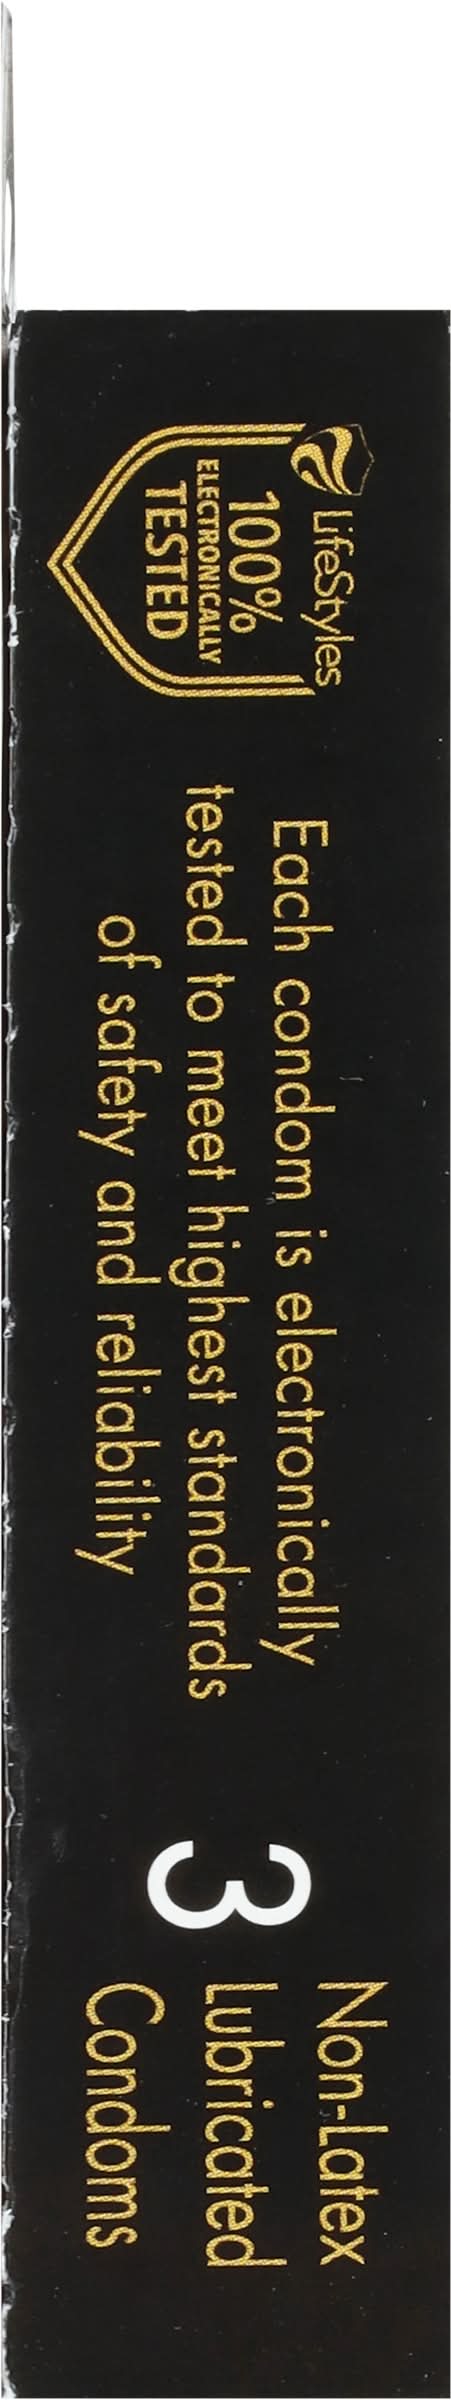 LifeStyles
100%
ELECTRONICALLY
TESTED
Each condom is electronically
tested to meet highest standards
of safety and reliability
3
Non-Latex
Lubricated
Condoms